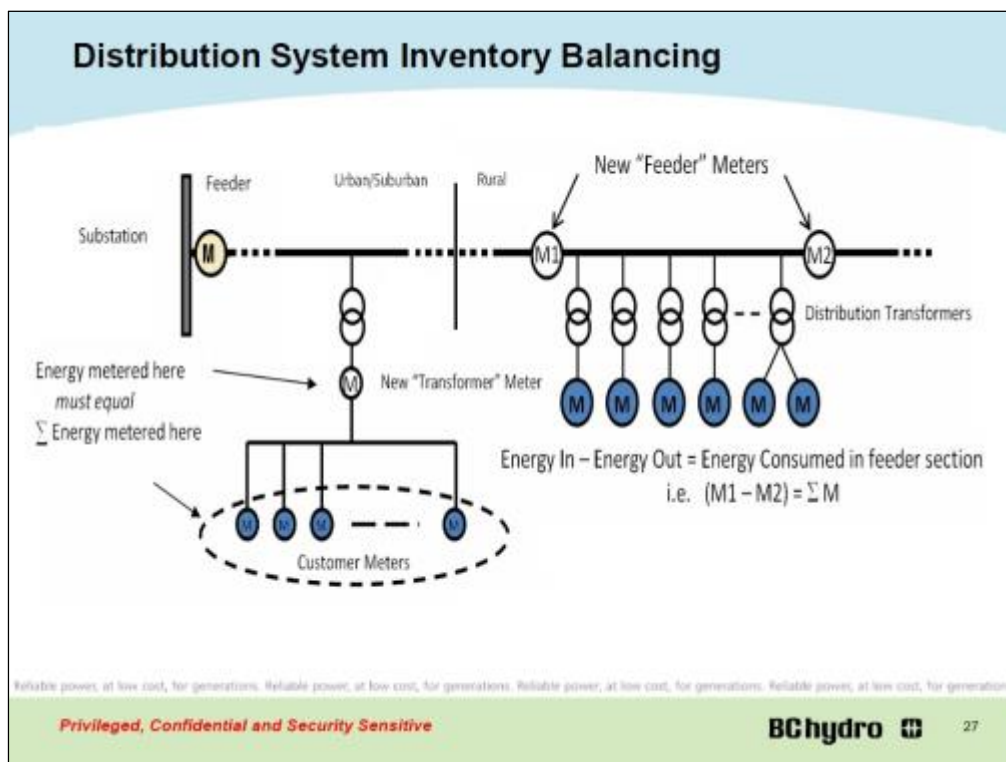 Distribution System Inventory Balancing
Feeder
Urban/Suburban
Rural
New "Feeder" Meters
Substation
M
M1
M2
Distribution Transformers
Energy metered here
must equal
∑ Energy metered here
M
New "Transformer" Meter
M M M M M M
Energy In – Energy Out = Energy Consumed in feeder section
i.e. (M1 – M2) = ∑ M
M M M M
Customer Meters
Reliable power, at low cost, for generations. Reliable power, at low cost, for generations. Reliable power, at low cost, for generations. Reliable power, at low cost, for generation
Privileged, Confidential and Security Sensitive
BC hydro
27